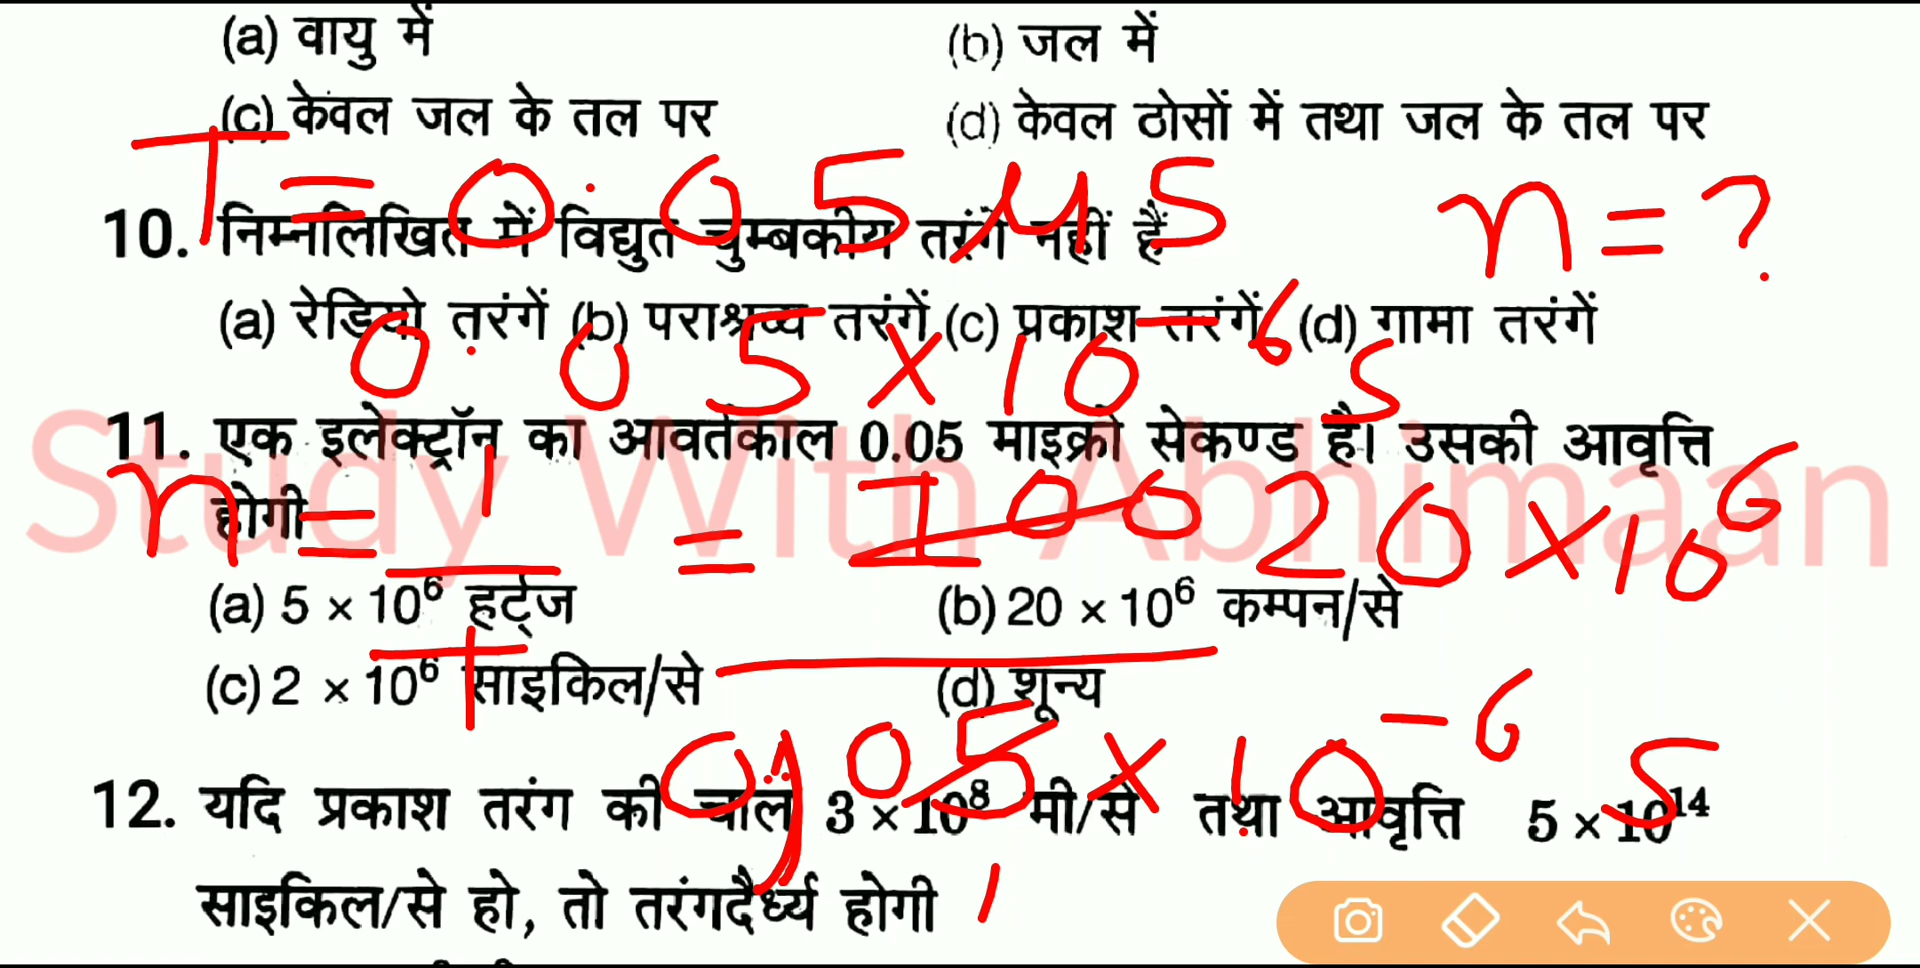 (a) वायु में (b) जल में
(c) केवल जल के तल पर (d) केवल ठोसों में तथा जल के तल पर
T = 0.05 μs n = ?
10. निम्नलिखित में विद्युत चुम्बकीय तरंगें नहीं हैं
(a) रेडियो तरंगें (b) पराश्रव्य तरंगें (c) प्रकाश तरंगें (d) गामा तरंगें
0.05 × 10⁻⁶ s
11. एक इलेक्ट्रॉन का आवर्तकाल 0.05 माइक्रो सेकण्ड है। उसकी आवृत्ति
होगी
n = 1 = 100 20 × 10⁶
(a) 5 × 10⁶ हर्ट्ज (b) 20 × 10⁶ कम्पन/से
T
(c) 2 × 10⁶ साइकिल/से (d) शून्य
0.05 × 10⁻⁶ s
12. यदि प्रकाश तरंग की चाल 3 × 10⁸ मी/से तथा आवृत्ति 5 × 10¹⁴
साइकिल/से हो, तो तरंगदैर्ध्य होगी
Study With Abhimaan